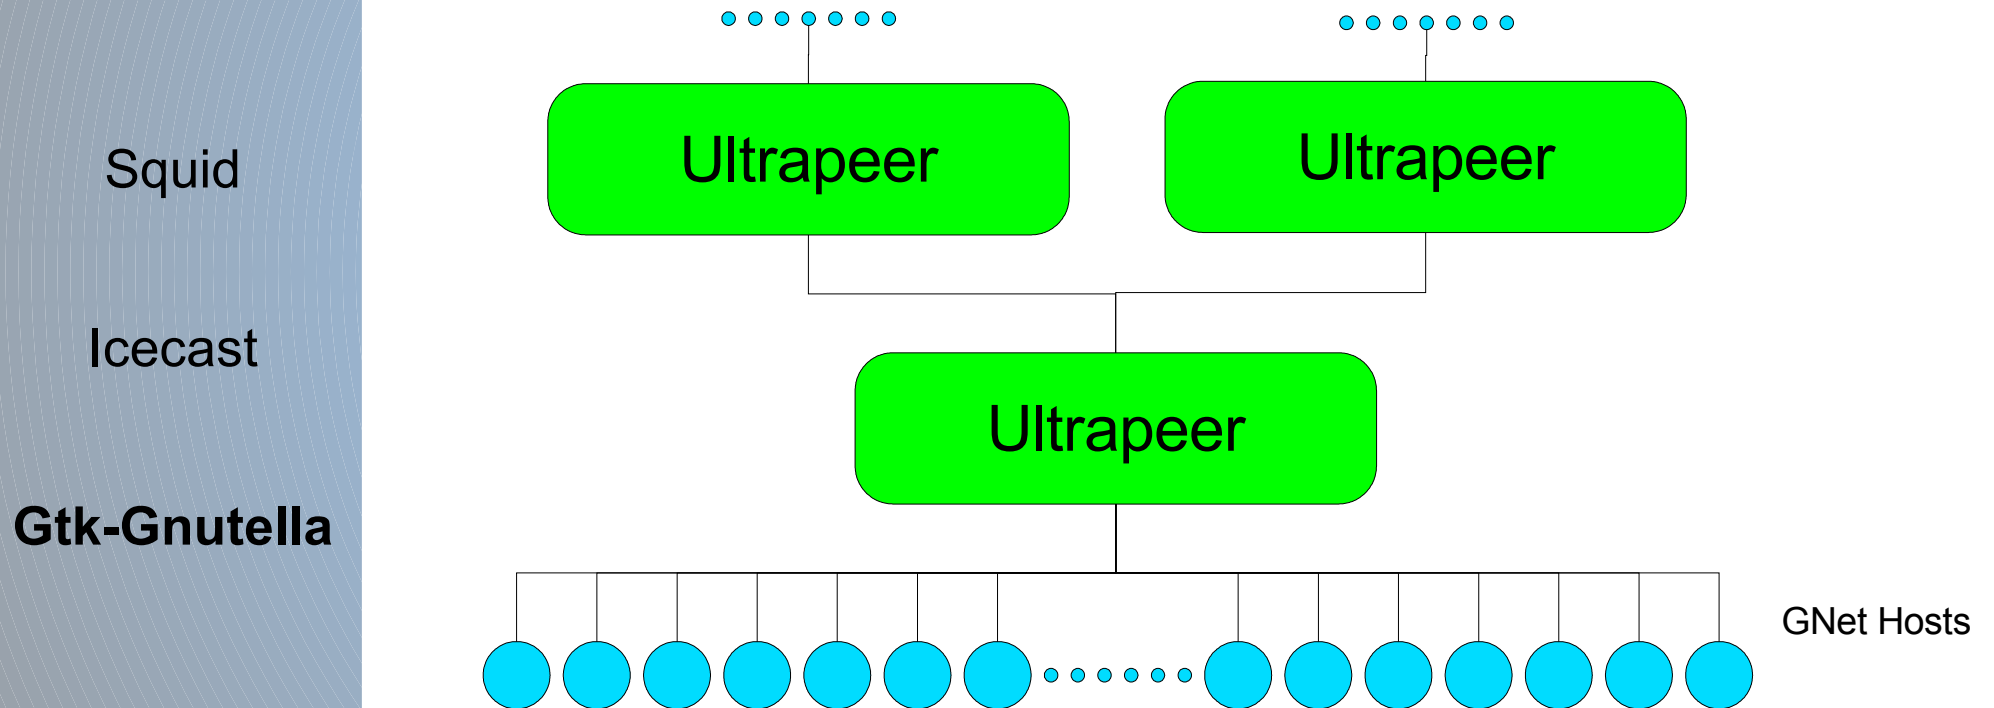 Squid
Icecast
Gtk-Gnutella
Ultrapeer
Ultrapeer
Ultrapeer
GNet Hosts